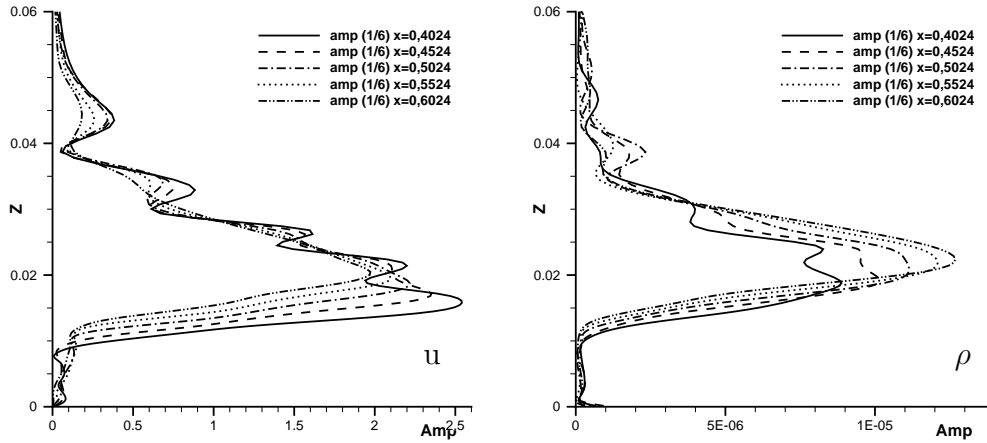 0.06
0.04
0.02
0
Z
amp (1/6) x=0,4024
amp (1/6) x=0,4524
amp (1/6) x=0,5024
amp (1/6) x=0,5524
amp (1/6) x=0,6024
u
0
0.5
1
1.5
2
2.5
Amp
0.06
0.04
0.02
0
Z
amp (1/6) x=0,4024
amp (1/6) x=0,4524
amp (1/6) x=0,5024
amp (1/6) x=0,5524
amp (1/6) x=0,6024
ρ
0
5E-06
1E-05
Amp